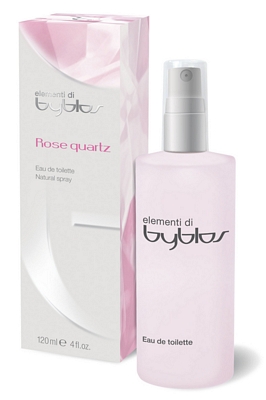 elementi di
byblos
Rose quartz
Eau de toilette
Natural spray
120 ml ℮ 4 fl.oz.
elementi di
byblos
Eau de toilette